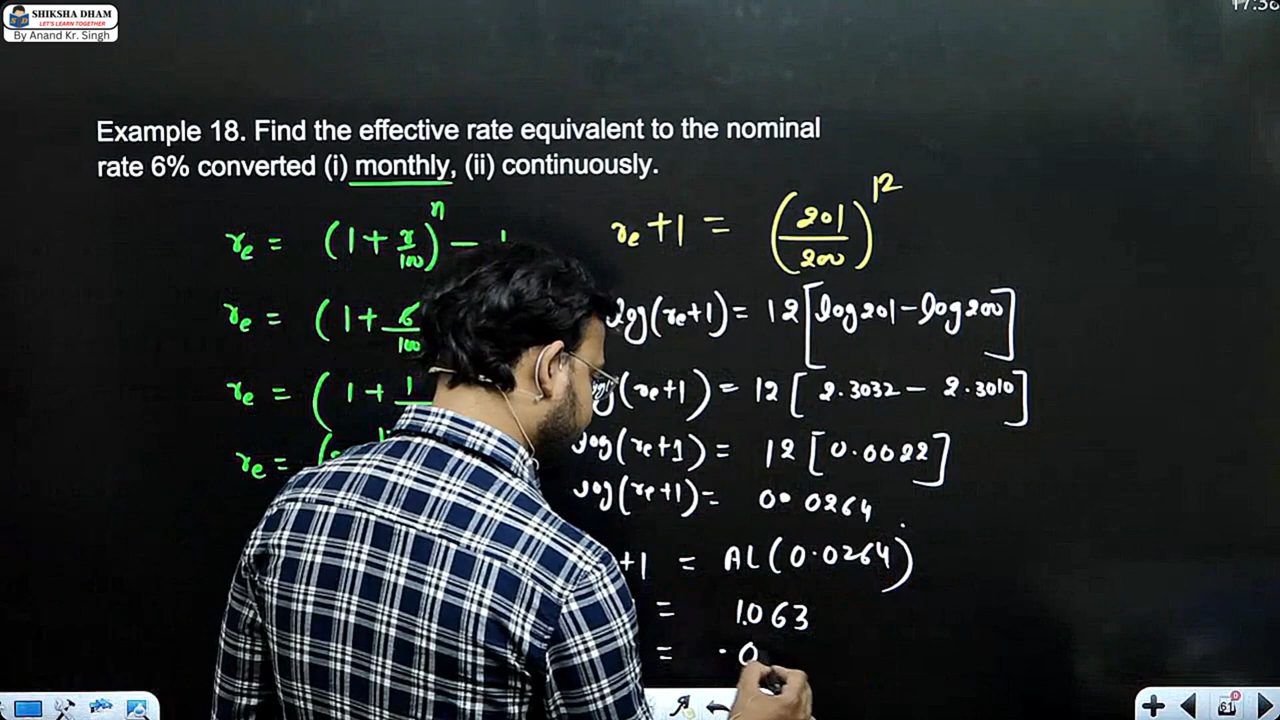 SHIKSHA DHAM
LET'S LEARN TOGETHER
By Anand Kr. Singh
Example 18. Find the effective rate equivalent to the nominal
rate 6% converted (i) monthly, (ii) continuously.
re = (1 + r/100)^n - 1
re = (1 + 6/100
re = (1 + 1
re = (
re + 1 = (201/200)^12
log(re+1) = 12 [log 201 - log 200]
(re+1) = 12 [2.3032 - 2.3010]
log(re+1) = 12 [0.0022]
log(re+1) = 0.0264
+1 = AL(0.0264)
= 1.063
= .0